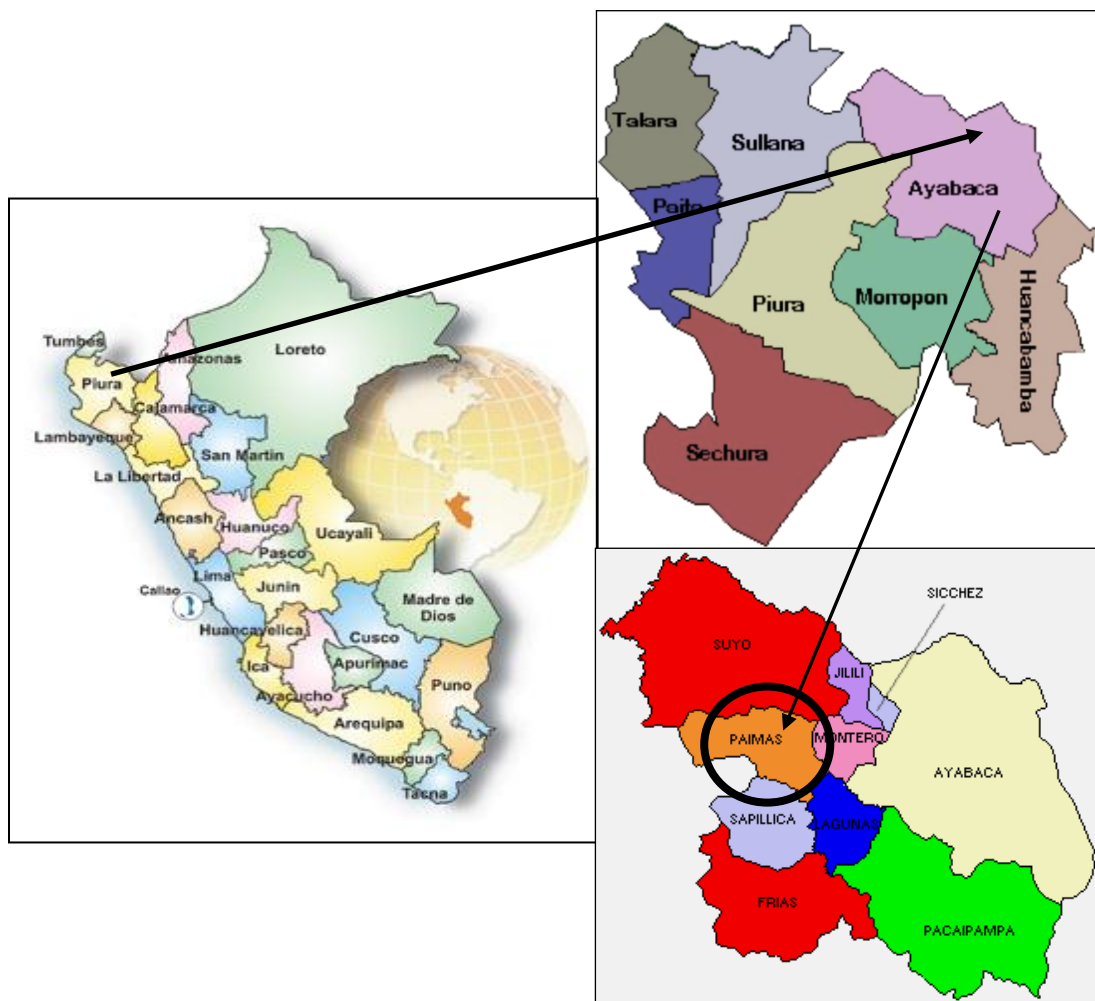 Tumbes
Piura
Amazonas
Loreto
Cajamarca
Lambayeque
San Martin
La Libertad
Ancash
Huanuco
Ucayali
Pasco
z
Lima
Junin
Callao
Madre de
Dios
Huancavelica
Cusco
Ica
Apurimac
Puno
Ayacucho
Arequipa
Moquegua
Tacna
Talara
Sullana
Paita
Ayabaca
Piura
Morropon
Huancabamba
Sechura
SICCHEZ
SUYO
JILILI
PAIMAS
MONTERO
AYABACA
SAPILLICA
LAGUNAS
FRIAS
PACAIPAMPA